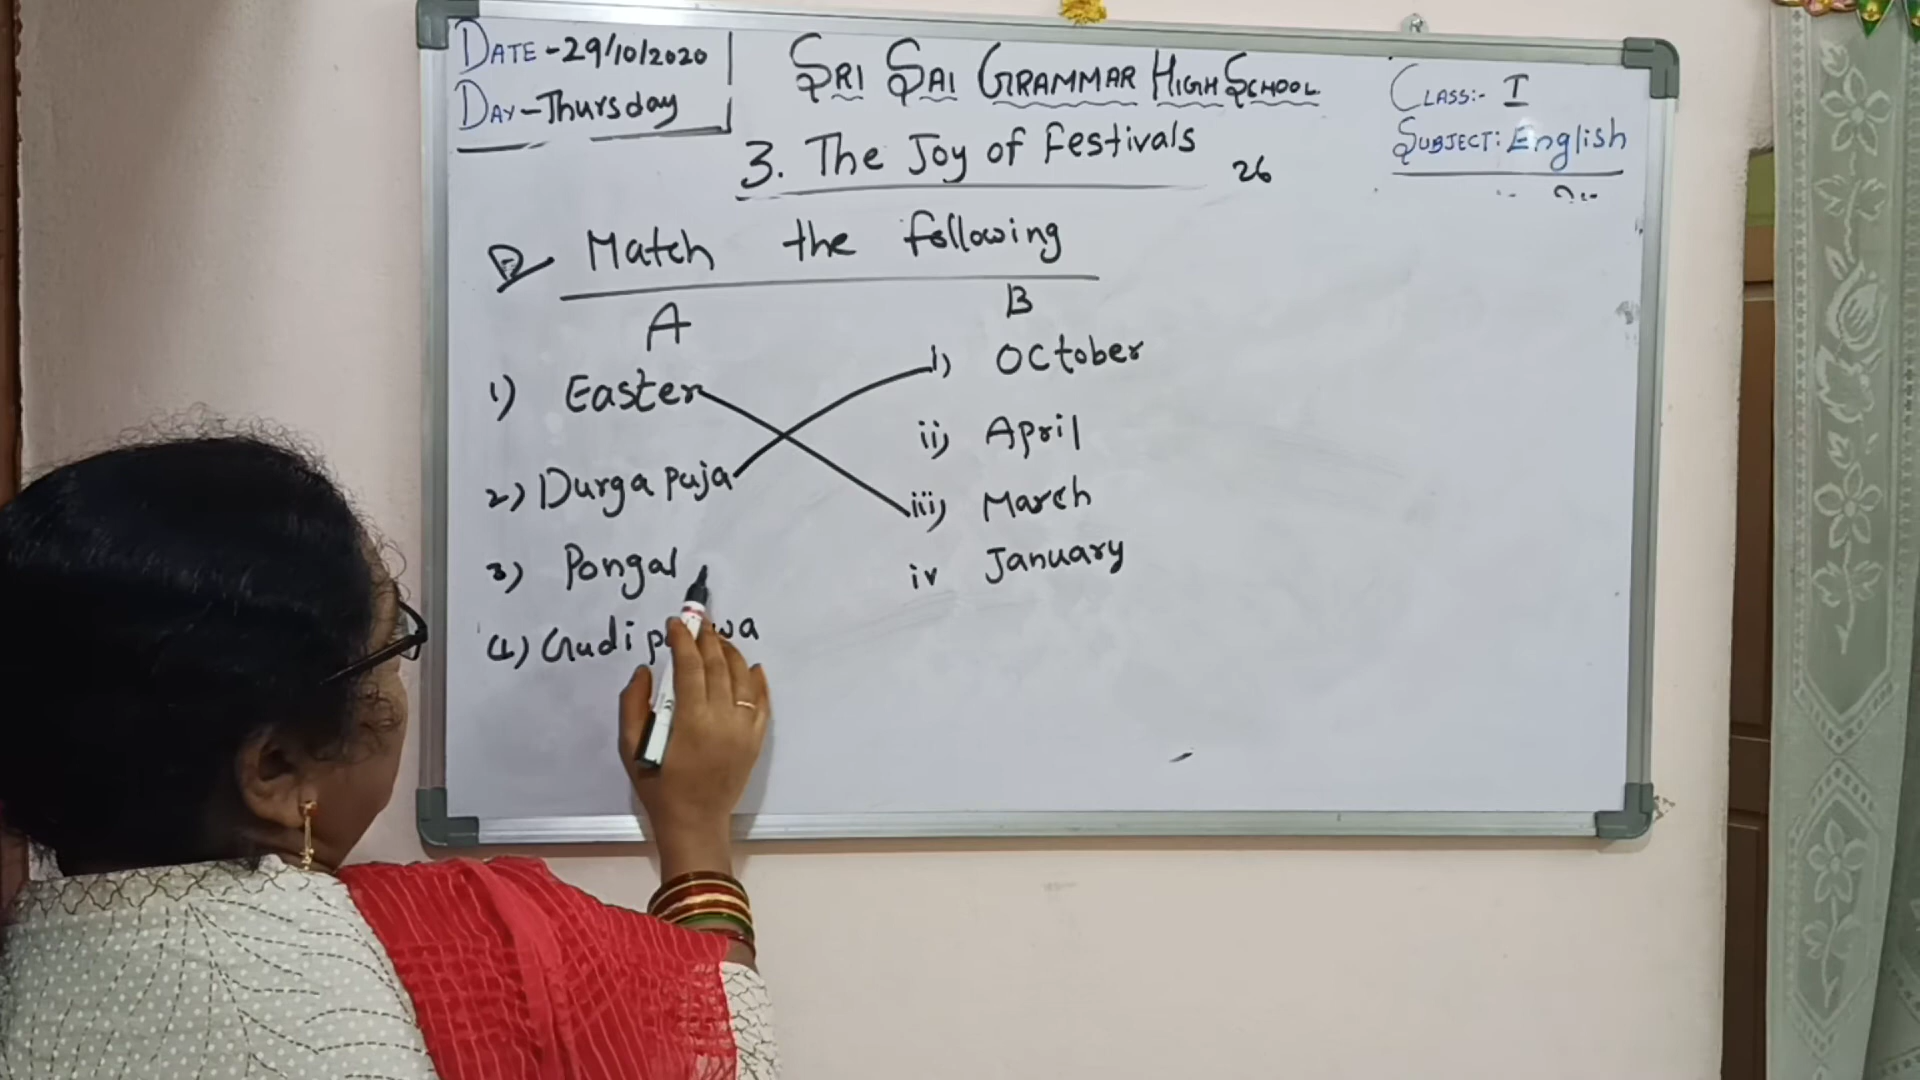 DATE - 29/10/2020
DAY - Thursday
SRI SAI GRAMMAR HIGH SCHOOL
CLASS:- I
SUBJECT: English
3. The Joy of Festivals 26
Match the following
A B
1) Easter i) October
2) Durga puja ii) April
3) Pongal iii) March
4) Gudi iv January